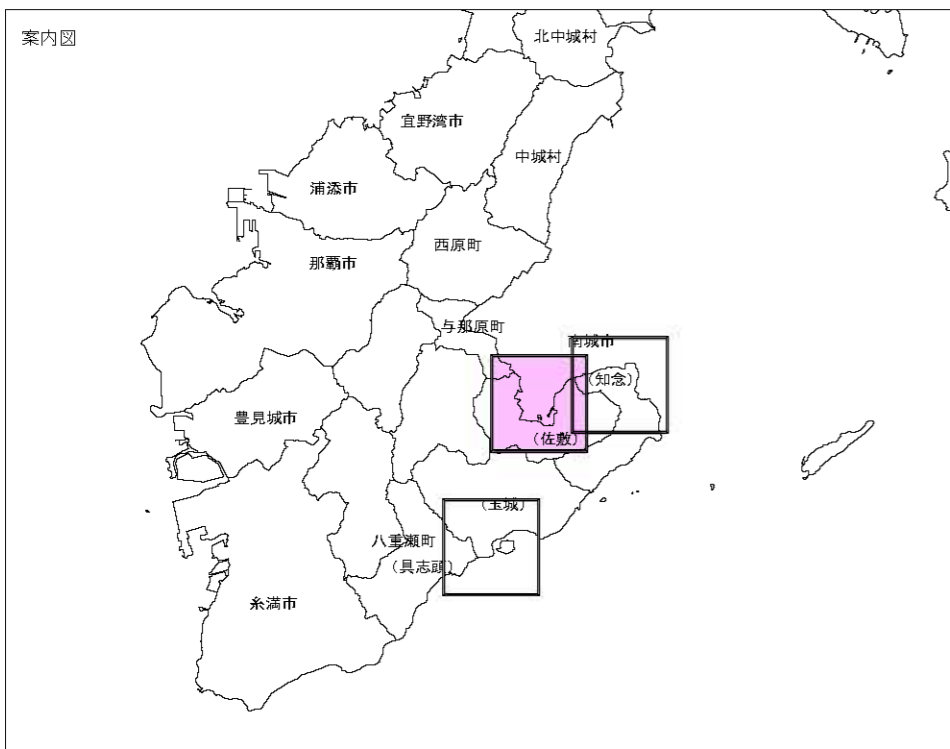 案内図
北中城村
宜野湾市
中城村
浦添市
西原町
那覇市
与那原町
南城市
（知念）
豊見城市
（佐敷）
（玉城）
八重瀬町
（具志頭）
糸満市